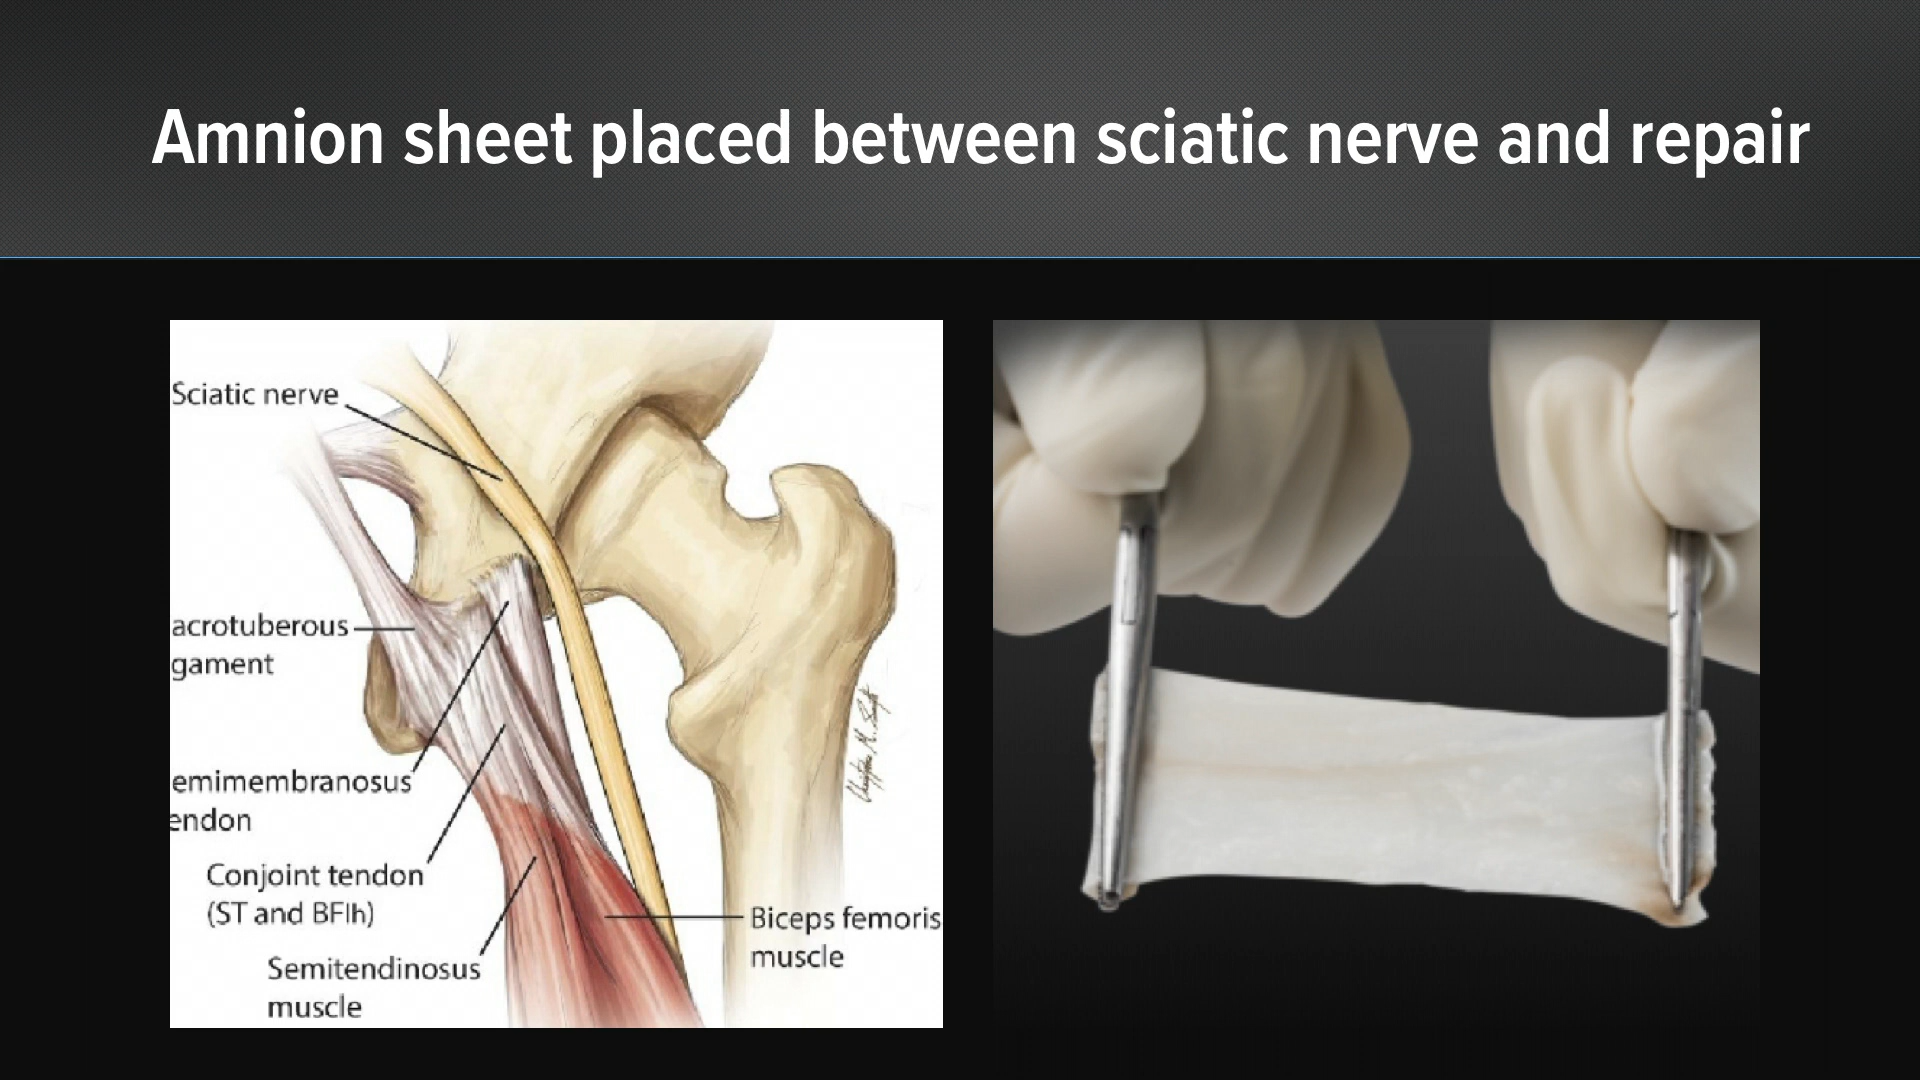 Amnion sheet placed between sciatic nerve and repair
Sciatic nerve
acrotuberous
gament
emimembranosus
endon
Conjoint tendon
(ST and BFlh)
Semitendinosus
muscle
Biceps femoris
muscle